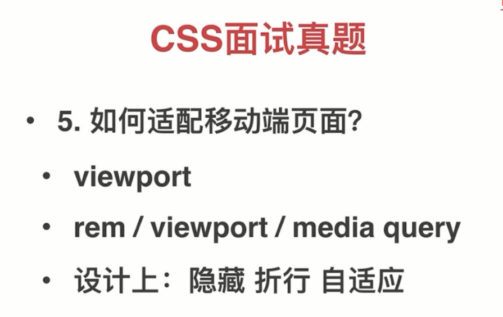 CSS面试真题
• 5. 如何适配移动端页面？
• viewport
• rem / viewport / media query
• 设计上：隐藏 折行 自适应